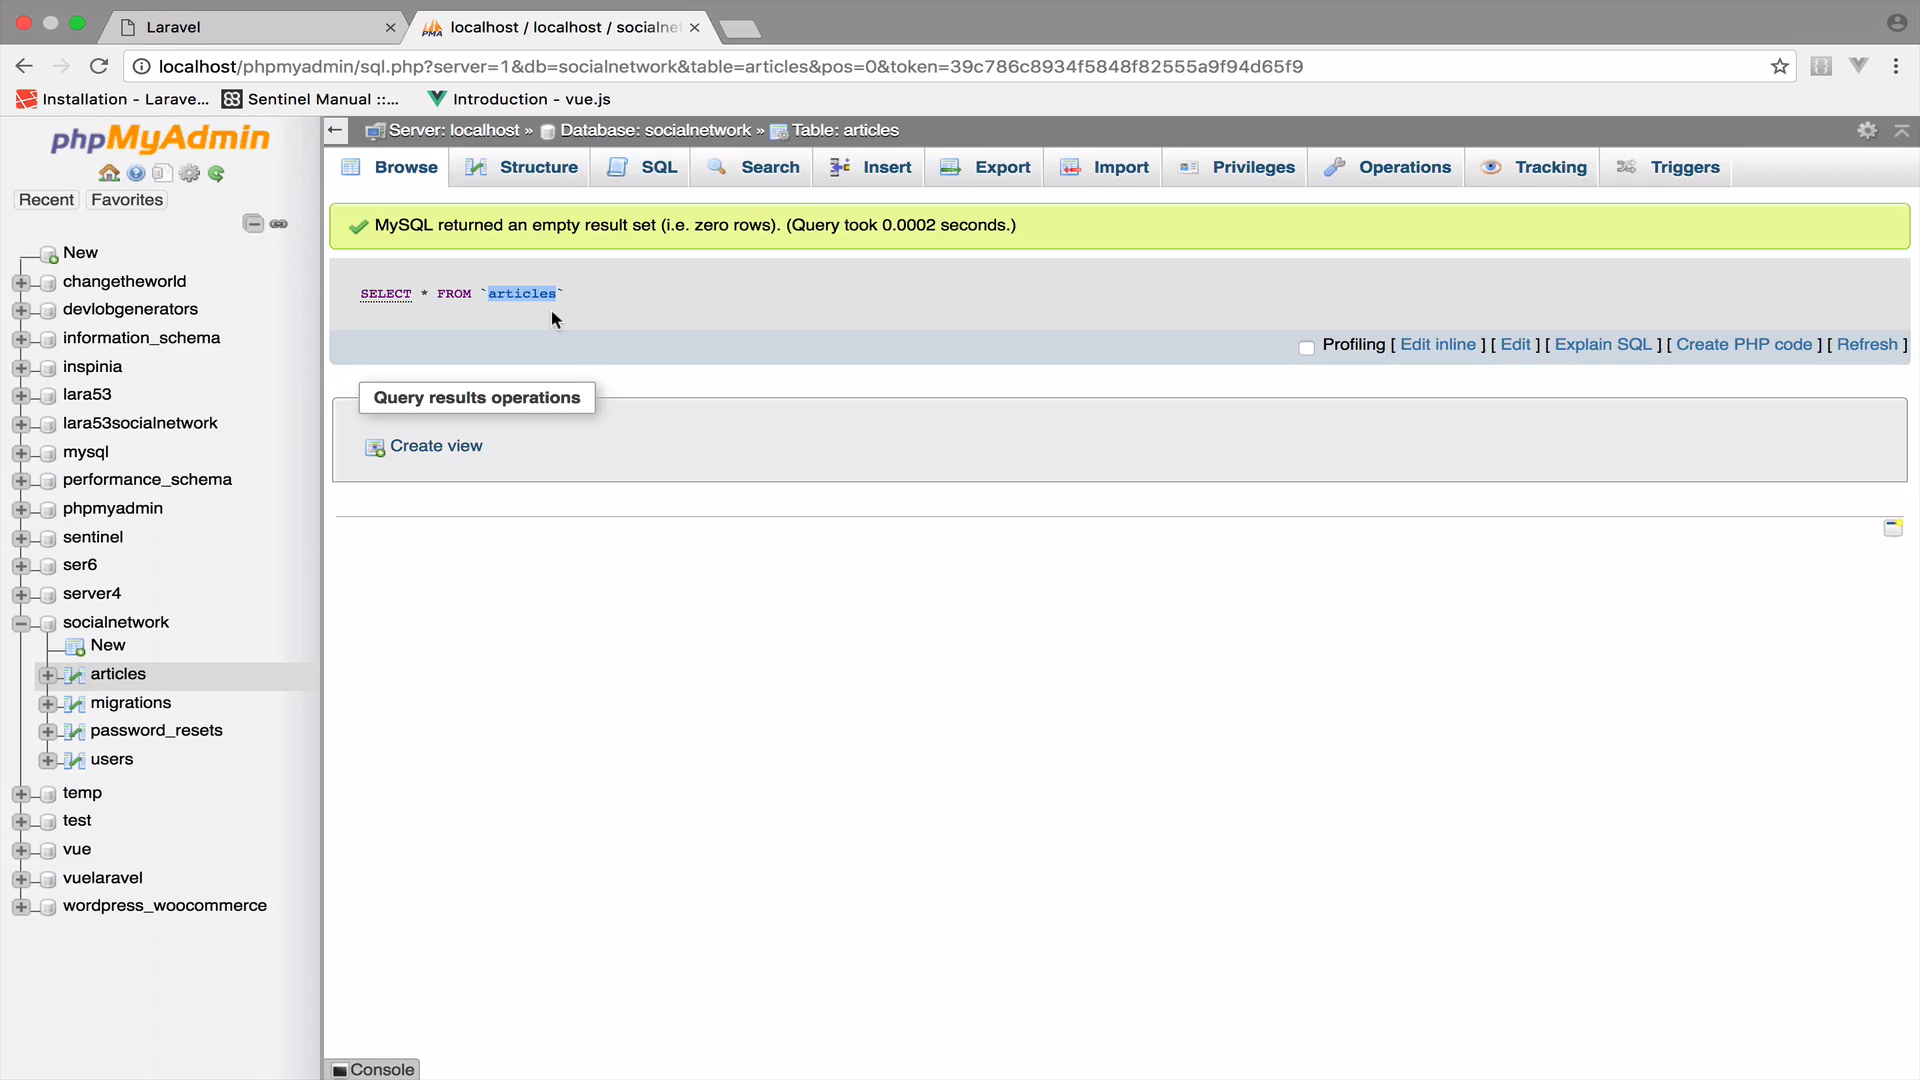 Laravel
localhost / localhost / socialne
localhost/phpmyadmin/sql.php?server=1&db=socialnetwork&table=articles&pos=0&token=39c786c8934f5848f82555a9f94d65f9
Installation - Larave... Sentinel Manual ::... Introduction - vue.js
phpMyAdmin
Recent Favorites
New
changetheworld
devlobgenerators
information_schema
inspinia
lara53
lara53socialnetwork
mysql
performance_schema
phpmyadmin
sentinel
ser6
server4
socialnetwork
New
articles
migrations
password_resets
users
temp
test
vue
vuelaravel
wordpress_woocommerce
Server: localhost » Database: socialnetwork » Table: articles
Browse Structure SQL Search Insert Export Import Privileges Operations Tracking Triggers
MySQL returned an empty result set (i.e. zero rows). (Query took 0.0002 seconds.)
SELECT * FROM `articles`
Profiling [ Edit inline ] [ Edit ] [ Explain SQL ] [ Create PHP code ] [ Refresh ]
Query results operations
Create view
Console